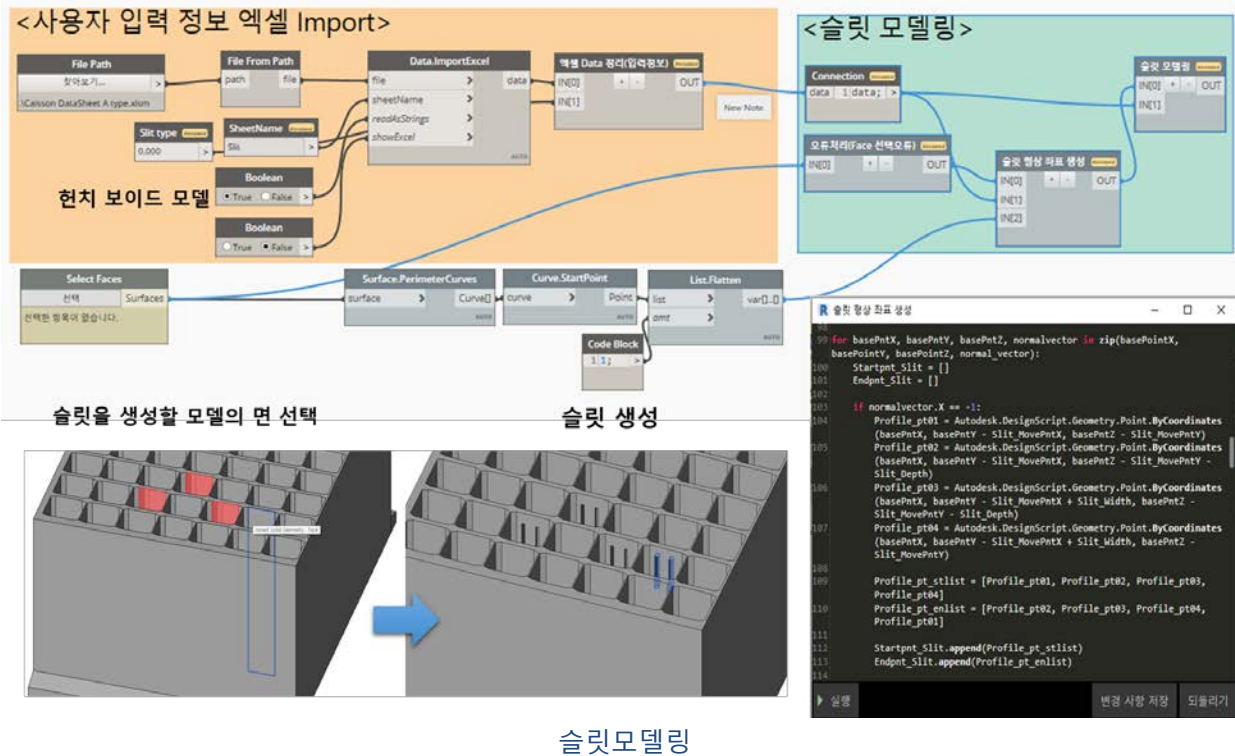 <사용자 입력 정보 엑셀 Import>
File Path
찾아보기...
>
.\Caisson DataSheet A type.xlsm
File From Path
path
file
Data.ImportExcel
file
>
data
sheetName
>
readAsStrings
>
showExcel
>
AUTO
엑셀 Data 정리(입력정보)
IN[0]
+
-
OUT
IN[1]
New Note
Slit type
0.000
>
SheetName
Slit
>
Boolean
True
False
>
헌치 보이드 모델
Boolean
True
False
>
<슬릿 모델링>
Connection
data
1 data;
>
오류처리(Face 선택오류)
IN[0]
+
-
OUT
슬릿 형상 좌표 생성
IN[0]
+
-
OUT
IN[1]
IN[2]
슬릿 모델링
IN[0]
+
-
OUT
IN[1]
Select Faces
선택
Surfaces
선택한 항목이 없습니다.
Surface.PerimeterCurves
surface
>
Curve[]
AUTO
Curve.StartPoint
curve
>
Point
AUTO
List.Flatten
list
>
var[]..[]
amt
>
AUTO
Code Block
1 1;
>
슬릿을 생성할 모델의 면 선택
슬릿 생성
R 슬릿 형상 좌표 생성
98
99 for basePntX, basePntY, basePntZ, normalvector in zip(basePointX,
basePointY, basePointZ, normal_vector):
100 Startpnt_Slit = []
101 Endpnt_Slit = []
102
103 if normalvector.X == -1:
104 Profile_pt01 = Autodesk.DesignScript.Geometry.Point.ByCoordinates
(basePntX, basePntY - Slit_MovePntX, basePntZ - Slit_MovePntY)
105 Profile_pt02 = Autodesk.DesignScript.Geometry.Point.ByCoordinates
(basePntX, basePntY - Slit_MovePntX, basePntZ - Slit_MovePntY -
Slit_Depth)
106 Profile_pt03 = Autodesk.DesignScript.Geometry.Point.ByCoordinates
(basePntX, basePntY - Slit_MovePntX + Slit_Width, basePntZ -
Slit_MovePntY - Slit_Depth)
107 Profile_pt04 = Autodesk.DesignScript.Geometry.Point.ByCoordinates
(basePntX, basePntY - Slit_MovePntX + Slit_Width, basePntZ -
Slit_MovePntY)
108
109 Profile_pt_stlist = [Profile_pt01, Profile_pt02, Profile_pt03,
Profile_pt04]
110 Profile_pt_enlist = [Profile_pt02, Profile_pt03, Profile_pt04,
Profile_pt01]
111
112 Startpnt_Slit.append(Profile_pt_stlist)
113 Endpnt_Slit.append(Profile_pt_enlist)
114
실행
변경 사항 저장
되돌리기
슬릿모델링